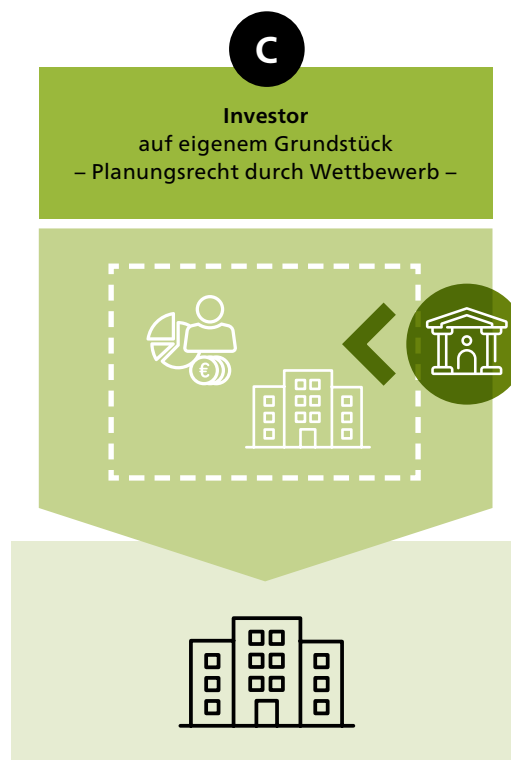 C
Investor
auf eigenem Grundstück
– Planungsrecht durch Wettbewerb –
€